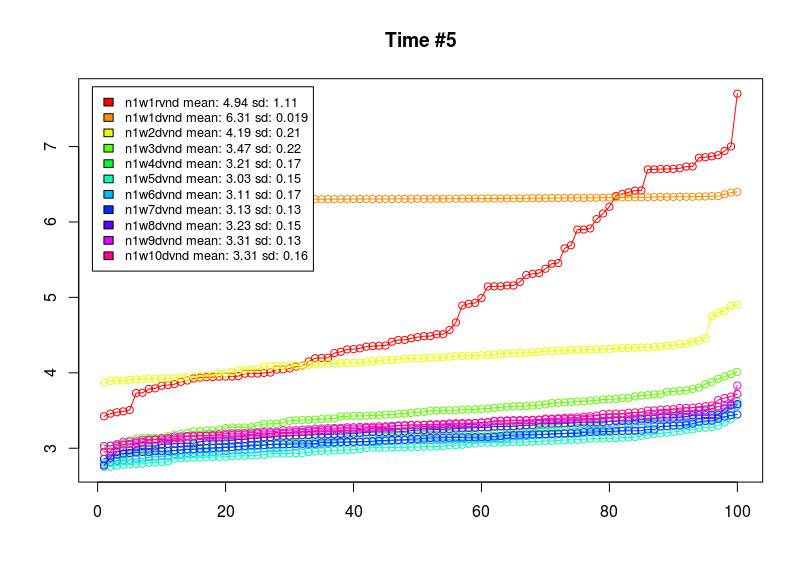 Time #5
n1w1rvnd mean: 4.94 sd: 1.11
n1w1dvnd mean: 6.31 sd: 0.019
n1w2dvnd mean: 4.19 sd: 0.21
n1w3dvnd mean: 3.47 sd: 0.22
n1w4dvnd mean: 3.21 sd: 0.17
n1w5dvnd mean: 3.03 sd: 0.15
n1w6dvnd mean: 3.11 sd: 0.17
n1w7dvnd mean: 3.13 sd: 0.13
n1w8dvnd mean: 3.23 sd: 0.15
n1w9dvnd mean: 3.31 sd: 0.13
n1w10dvnd mean: 3.31 sd: 0.16
7
6
5
4
3
0 20 40 60 80 100